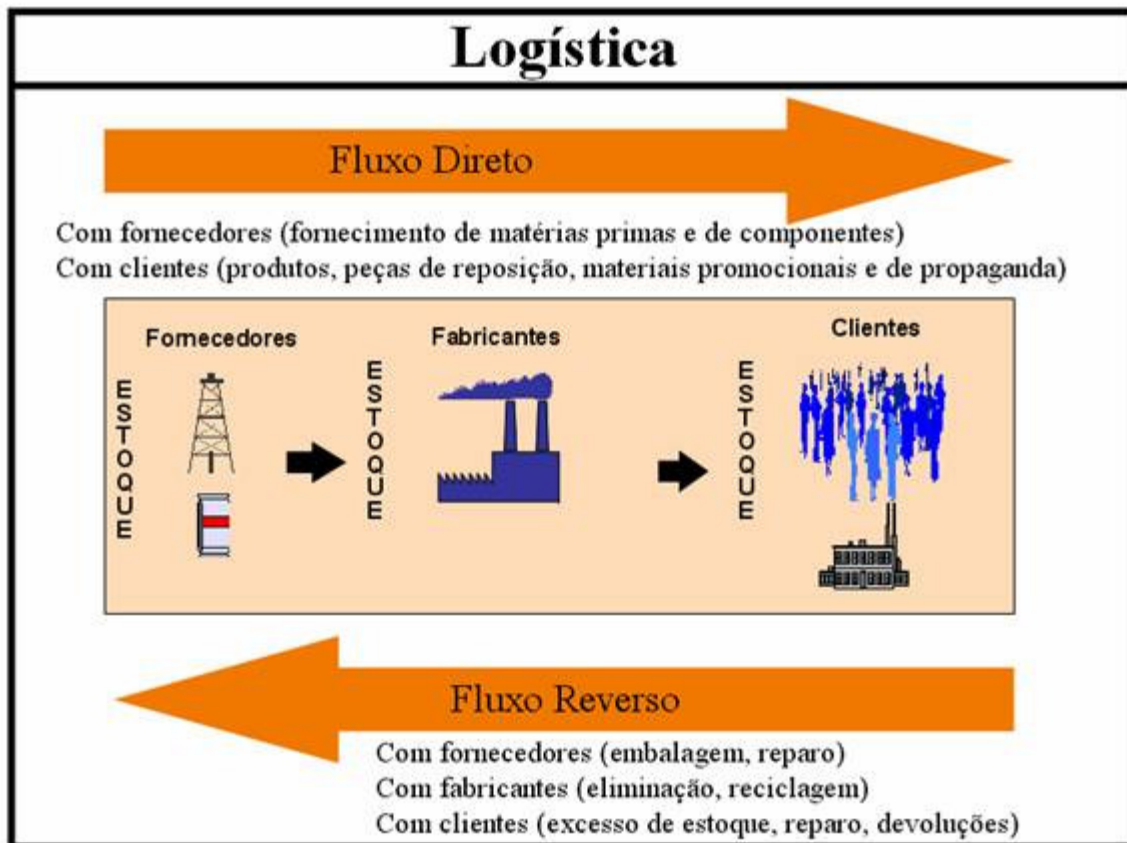 Logística
Fluxo Direto
Com fornecedores (fornecimento de matérias primas e de componentes)
Com clientes (produtos, peças de reposição, materiais promocionais e de propaganda)
Fornecedores
Fabricantes
Clientes
ESTOQUE
ESTOQUE
ESTOQUE
Fluxo Reverso
Com fornecedores (embalagem, reparo)
Com fabricantes (eliminação, reciclagem)
Com clientes (excesso de estoque, reparo, devoluções)